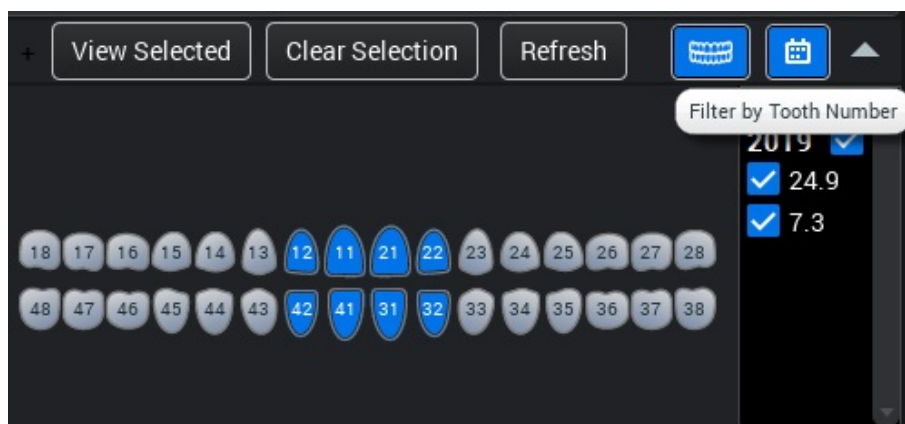 + View Selected Clear Selection Refresh
Filter by Tooth Number
2019
24.9
7.3
18 17 16 15 14 13 12 11 21 22 23 24 25 26 27 28
48 47 46 45 44 43 42 41 31 32 33 34 35 36 37 38